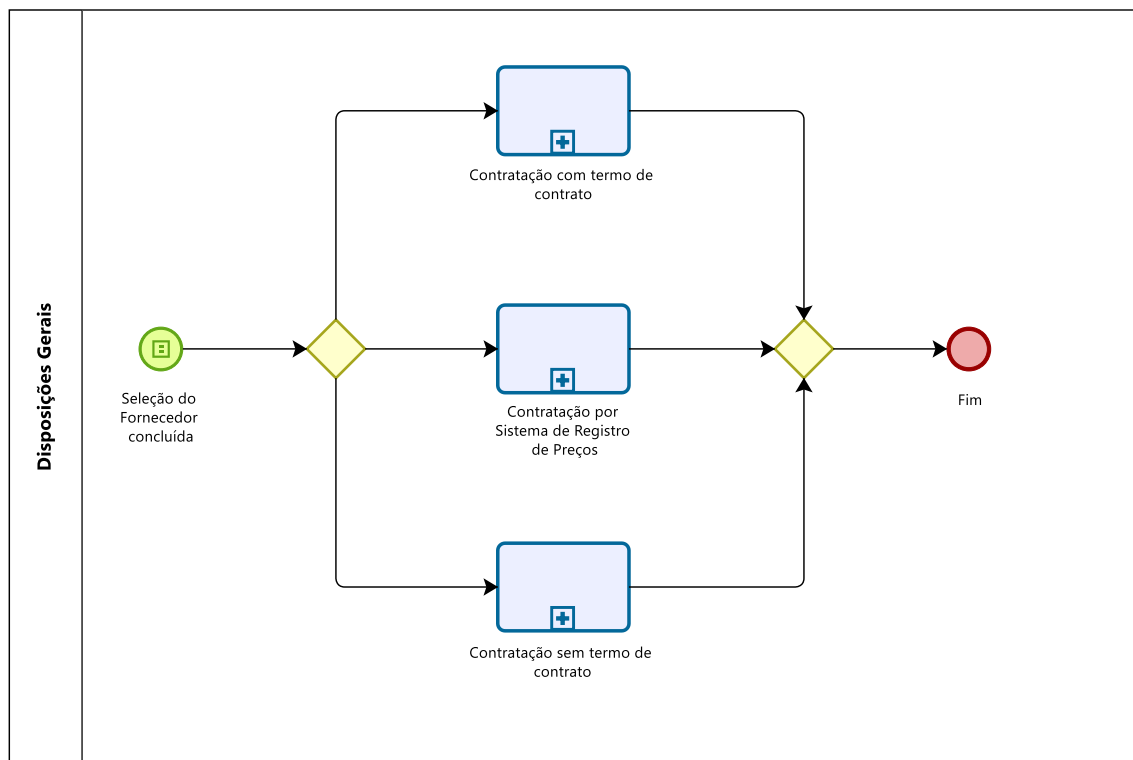 Disposições Gerais
Contratação com termo de
contrato
Seleção do
Fornecedor
concluída
Contratação por
Sistema de Registro
de Preços
Fim
Contratação sem termo de
contrato